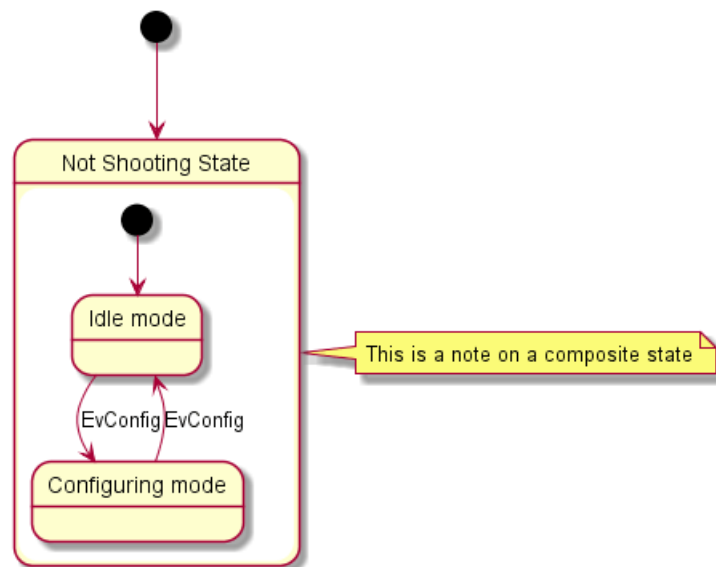 Not Shooting State
Idle mode
This is a note on a composite state
EvConfig EvConfig
Configuring mode